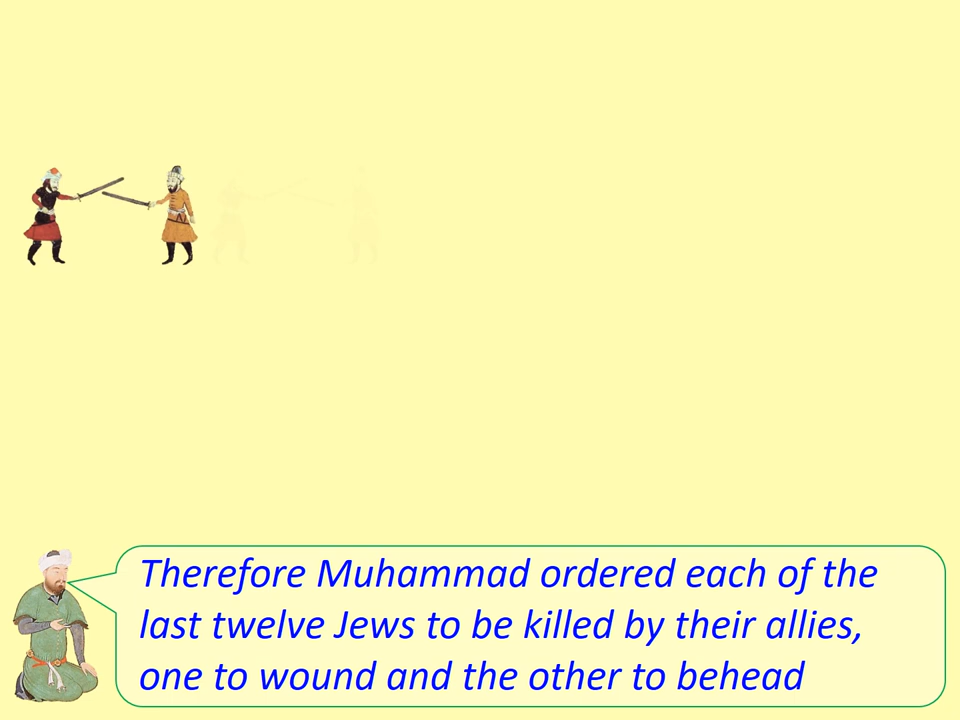 Therefore Muhammad ordered each of the
last twelve Jews to be killed by their allies,
one to wound and the other to behead